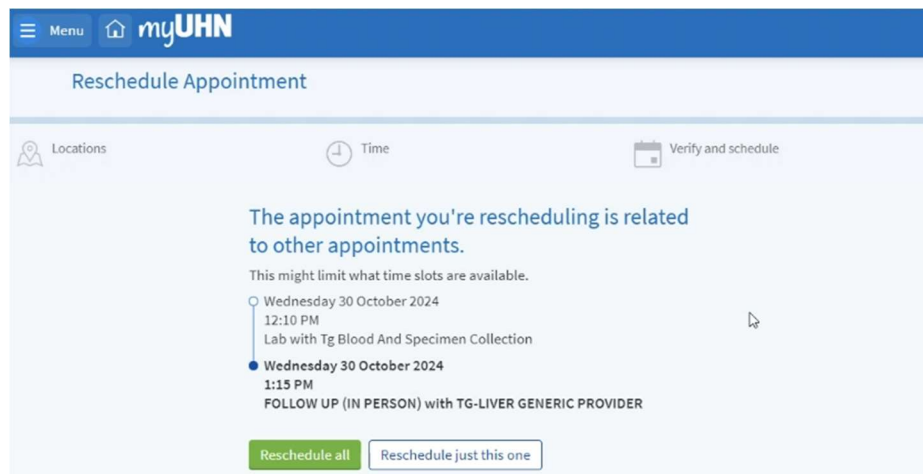 Menu myUHN
Reschedule Appointment
Locations Time Verify and schedule
The appointment you're rescheduling is related
to other appointments.
This might limit what time slots are available.
Wednesday 30 October 2024
12:10 PM
Lab with Tg Blood And Specimen Collection
Wednesday 30 October 2024
1:15 PM
FOLLOW UP (IN PERSON) with TG-LIVER GENERIC PROVIDER
Reschedule all Reschedule just this one